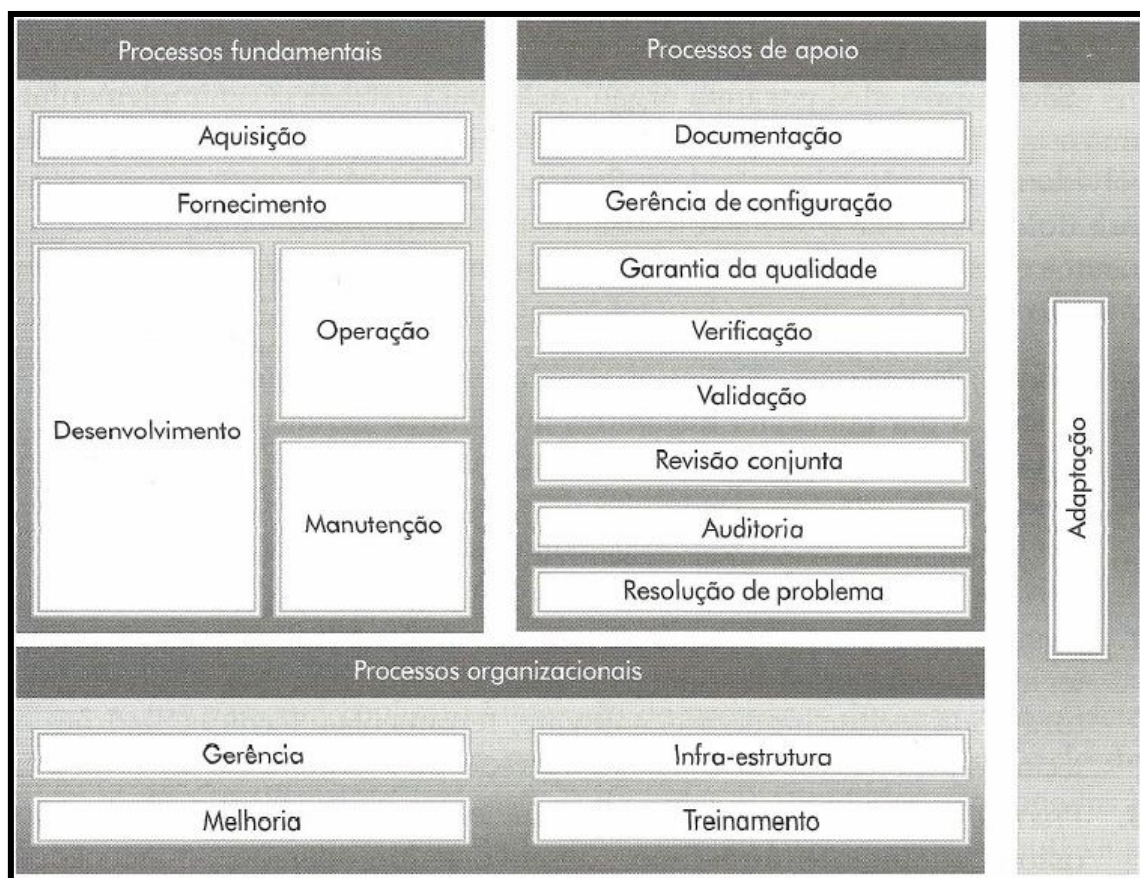 Processos fundamentais
Aquisição
Fornecimento
Desenvolvimento
Operação
Manutenção
Processos de apoio
Documentação
Gerência de configuração
Garantia da qualidade
Verificação
Validação
Revisão conjunta
Auditoria
Resolução de problema
Adaptação
Processos organizacionais
Gerência
Infra-estrutura
Melhoria
Treinamento